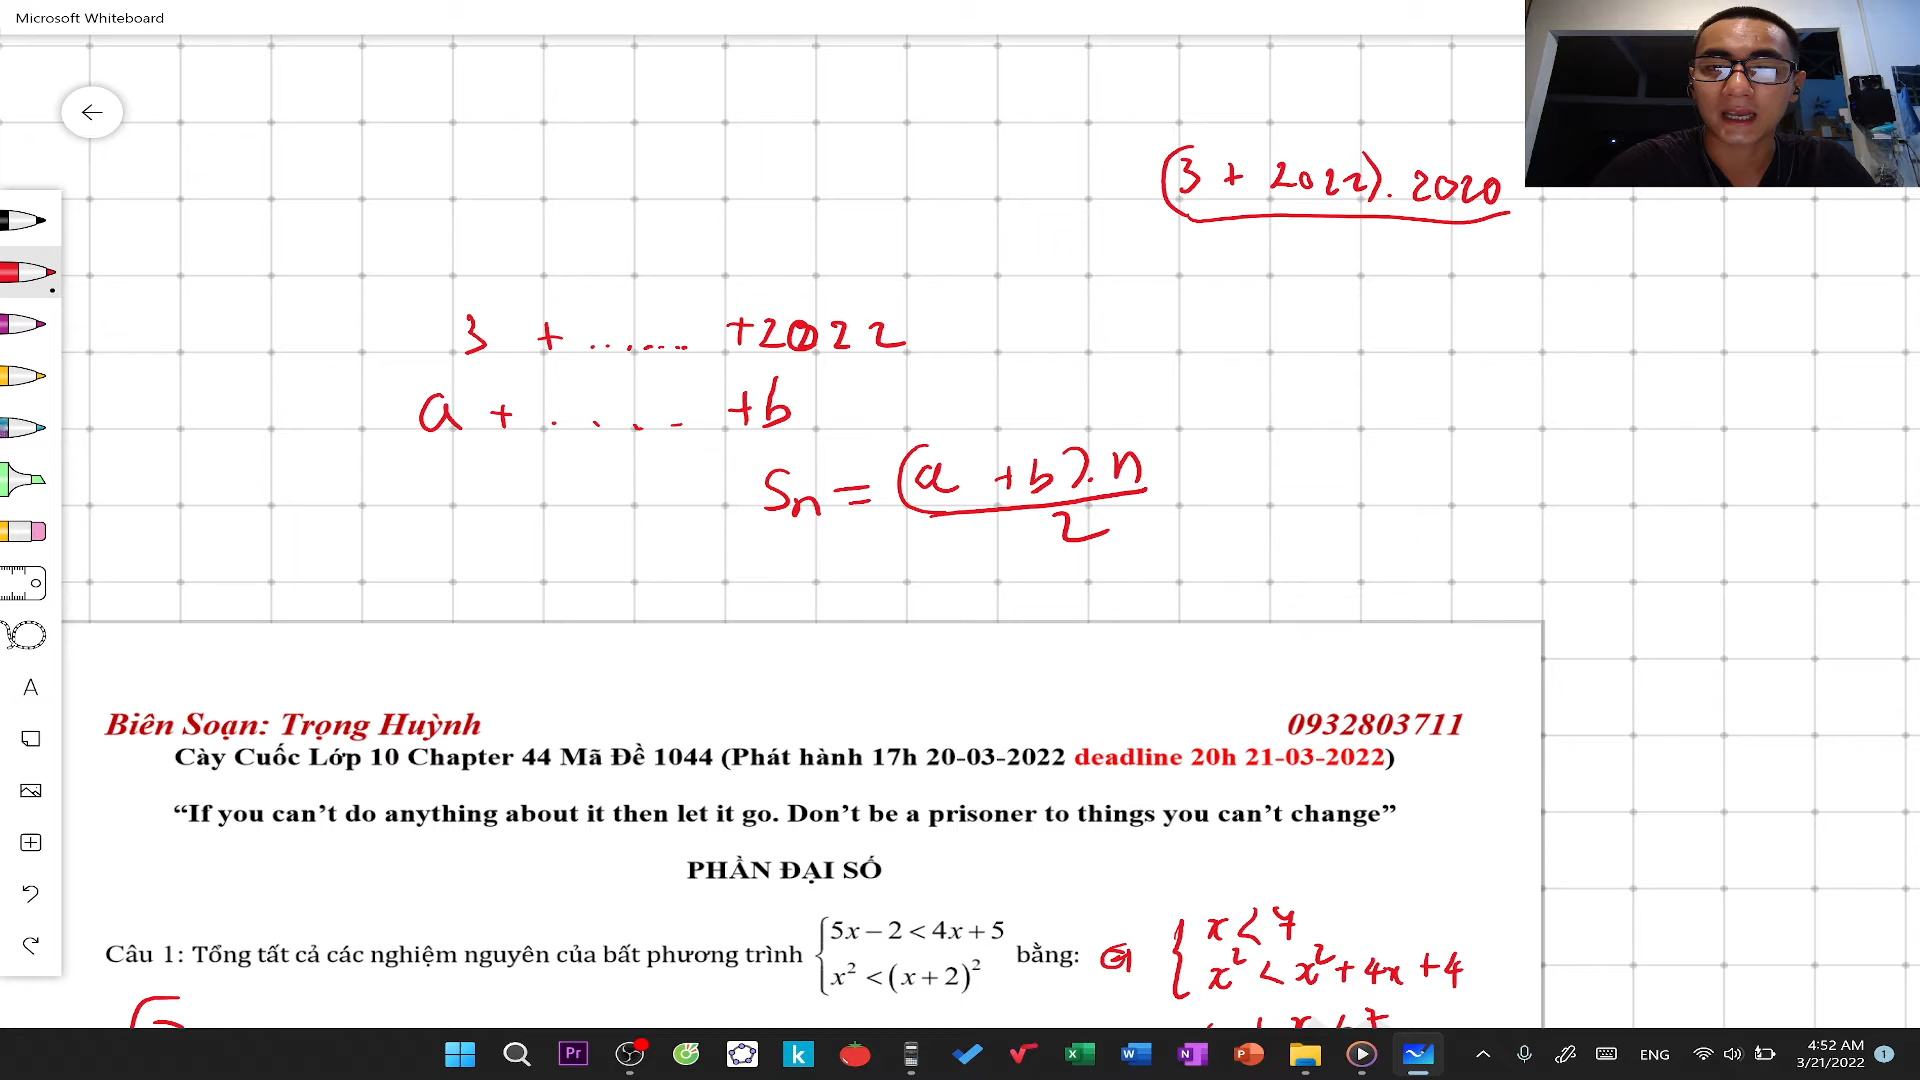 Microsoft Whiteboard
(3 + 2022). 2020
3 + ...... +2022
a + ..... +b
Sn = (a + b). n
2
Biên Soạn: Trọng Huỳnh 0932803711
Cày Cuốc Lớp 10 Chapter 44 Mã Đề 1044 (Phát hành 17h 20-03-2022 deadline 20h 21-03-2022)
“If you can’t do anything about it then let it go. Don’t be a prisoner to things you can’t change”
PHẦN ĐẠI SỐ
Câu 1: Tổng tất cả các nghiệm nguyên của bất phương trình { 5x − 2 < 4x + 5 bằng:
x² < (x + 2)²
x < 7
x² < x² + 4x + 4
ENG
4:52 AM
3/21/2022
1